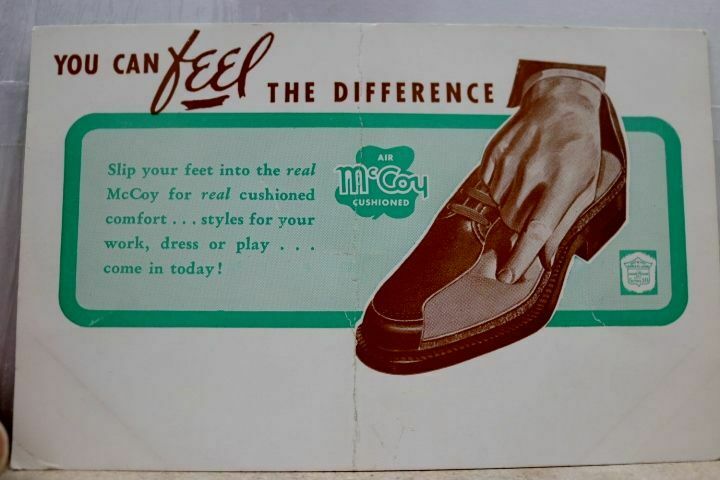 YOU CAN feel THE DIFFERENCE
Slip your feet into the real
McCoy for real cushioned
comfort . . . styles for your
work, dress or play . . .
come in today!
AIR
McCoy
CUSHIONED